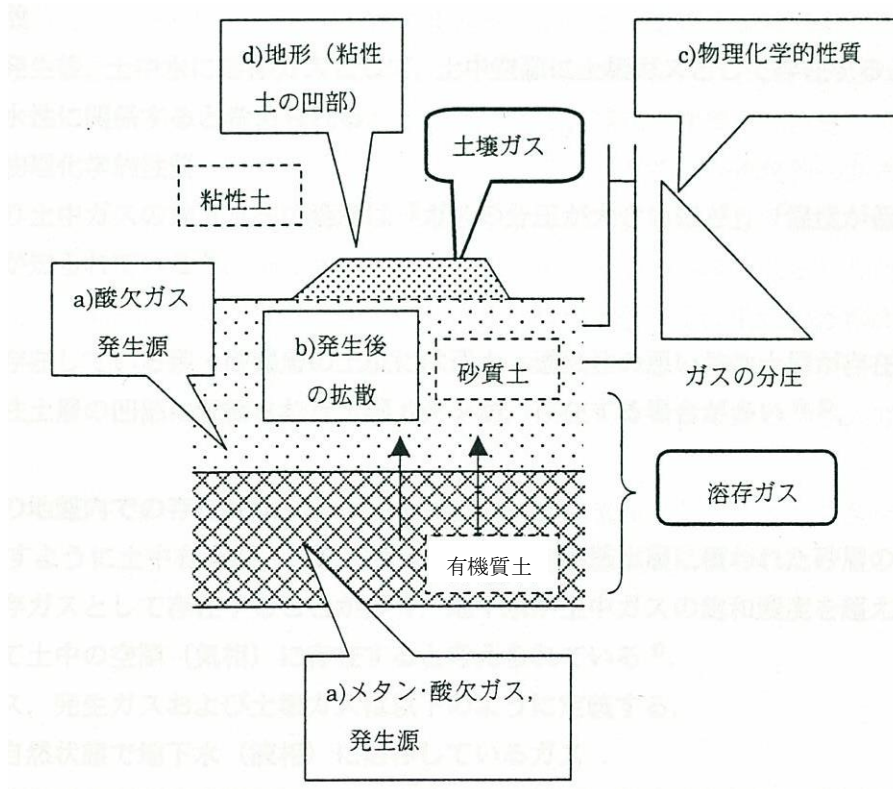 d)地形（粘性
土の凹部）
c)物理化学的性質
土壌ガス
粘性土
a)酸欠ガス
発生源
b)発生後
の拡散
砂質土
ガスの分圧
溶存ガス
有機質土
a)メタン･酸欠ガス，
発生源